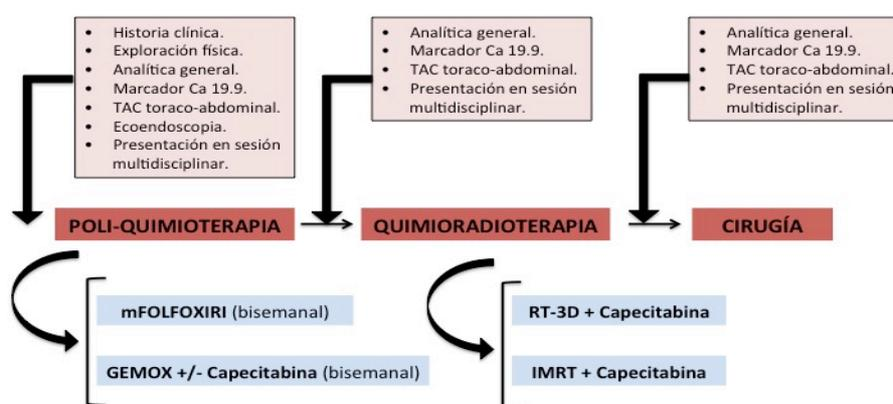 • Historia clínica.
• Exploración física.
• Analítica general.
• Marcador Ca 19.9.
• TAC toraco-abdominal.
• Ecoendoscopia.
• Presentación en sesión
multidisciplinar.
• Analítica general.
• Marcador Ca 19.9.
• TAC toraco-abdominal.
• Presentación en sesión
multidisciplinar.
• Analítica general.
• Marcador Ca 19.9.
• TAC toraco-abdominal.
• Presentación en sesión
multidisciplinar.
POLI-QUIMIOTERAPIA
QUIMIORADIOTERAPIA
CIRUGÍA
mFOLFOXIRI (bisemanal)
GEMOX +/- Capecitabina (bisemanal)
RT-3D + Capecitabina
IMRT + Capecitabina